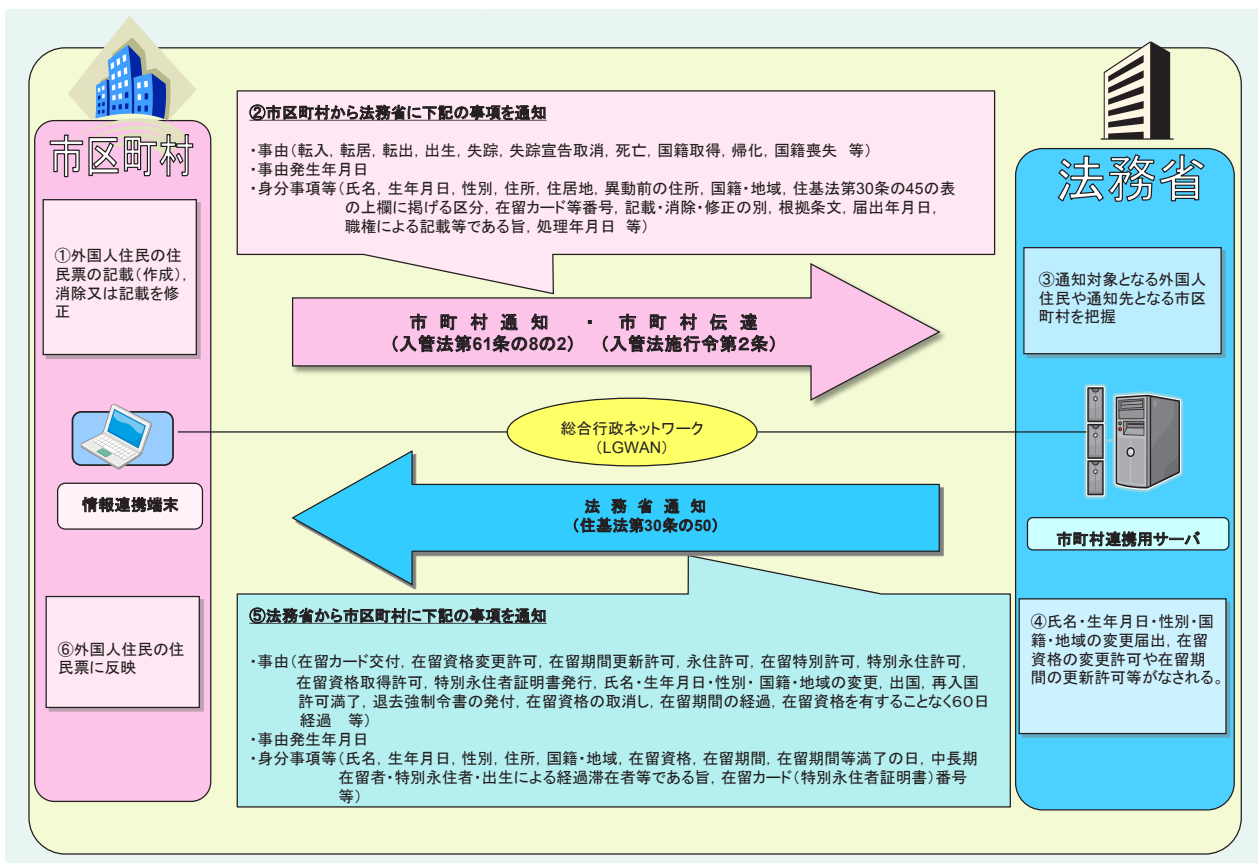 市区町村
①外国人住民の住
民票の記載(作成),
消除又は記載を修
正
情報連携端末
⑥外国人住民の住
民票に反映
②市区町村から法務省に下記の事項を通知
・事由(転入, 転居, 転出, 出生, 失踪, 失踪宣告取消, 死亡, 国籍取得, 帰化, 国籍喪失 等)
・事由発生年月日
・身分事項等(氏名, 生年月日, 性別, 住所, 住居地, 異動前の住所, 国籍・地域, 住基法第30条の45の表
の上欄に掲げる区分, 在留カード等番号, 記載・消除・修正の別, 根拠条文, 届出年月日,
職権による記載等である旨, 処理年月日 等)
市町村通知 ・ 市町村伝達
(入管法第61条の8の2) (入管法施行令第2条)
総合行政ネットワーク
(LGWAN)
法務省通知
(住基法第30条の50)
⑤法務省から市区町村に下記の事項を通知
・事由(在留カード交付, 在留資格変更許可, 在留期間更新許可, 永住許可, 在留特別許可, 特別永住許可,
在留資格取得許可, 特別永住者証明書発行, 氏名・生年月日・性別・ 国籍・地域の変更, 出国, 再入国
許可満了, 退去強制令書の発付, 在留資格の取消し, 在留期間の経過, 在留資格を有することなく60日
経過 等)
・事由発生年月日
・身分事項等(氏名, 生年月日, 性別, 住所, 国籍・地域, 在留資格, 在留期間, 在留期間等満了の日, 中長期
在留者・特別永住者・出生による経過滞在者等である旨, 在留カード(特別永住者証明書)番号
等)
法務省
③通知対象となる外国人
住民や通知先となる市区
町村を把握
市町村連携用サーバ
④氏名・生年月日・性別・国
籍・地域の変更届出, 在留
資格の変更許可や在留期
間の更新許可等がなされる。